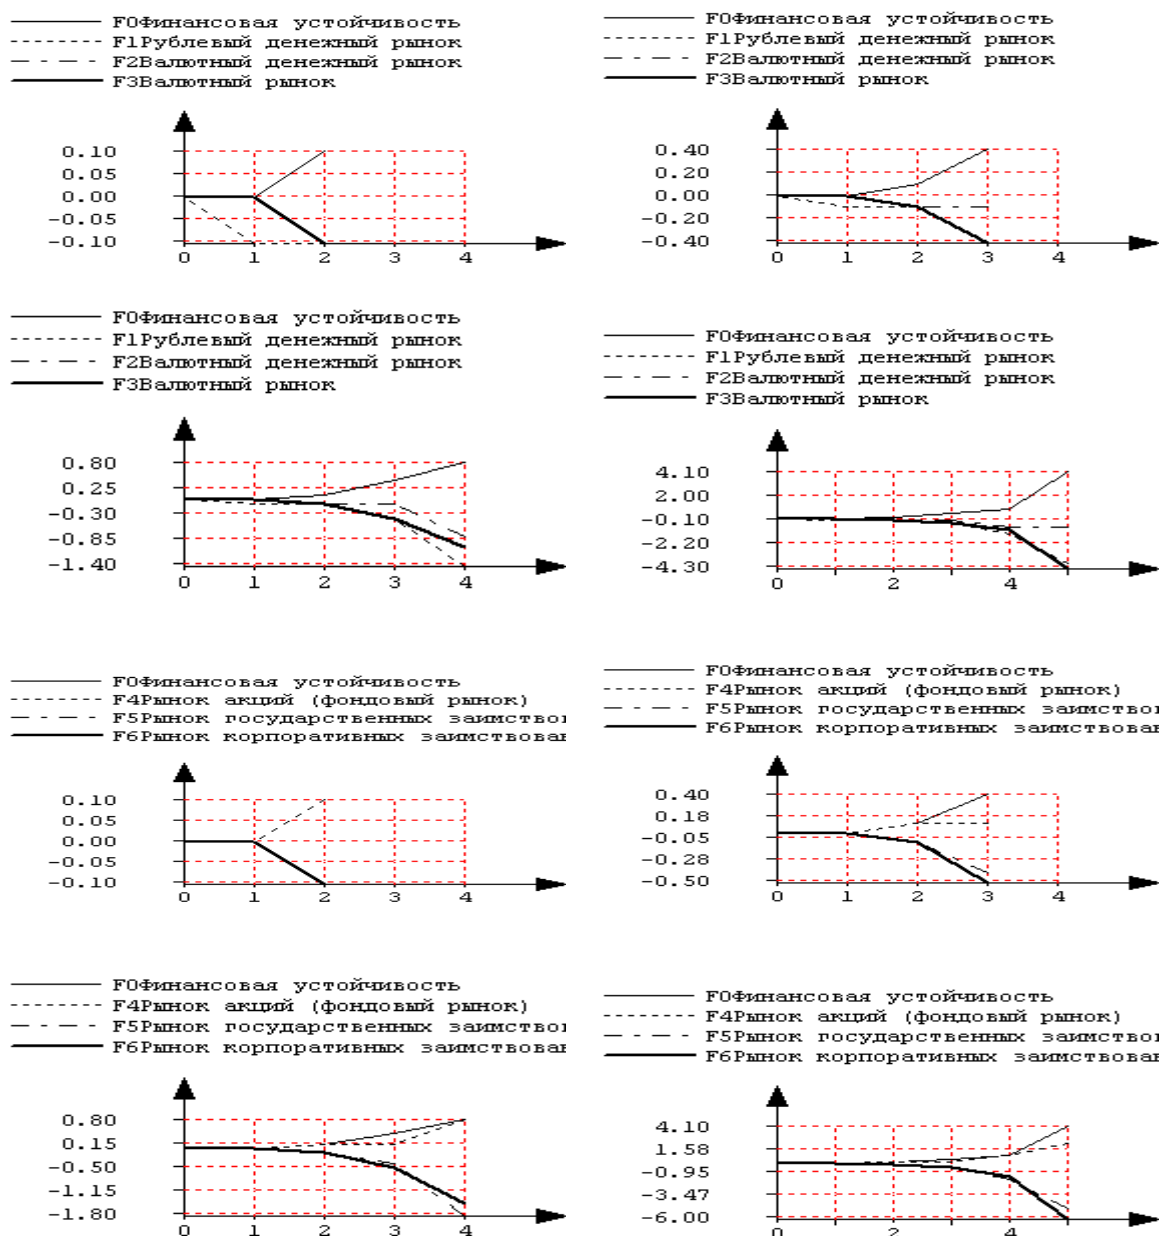 F0Финансовая устойчивость
F1Рублевый денежный рынок
F2Валютный денежный рынок
F3Валютный рынок
0.10
0.05
0.00
-0.05
-0.10
0 1 2 3 4
F0Финансовая устойчивость
F1Рублевый денежный рынок
F2Валютный денежный рынок
F3Валютный рынок
0.40
0.20
0.00
-0.20
-0.40
0 1 2 3 4
F0Финансовая устойчивость
F1Рублевый денежный рынок
F2Валютный денежный рынок
F3Валютный рынок
0.80
0.25
-0.30
-0.85
-1.40
0 1 2 3 4
F0Финансовая устойчивость
F1Рублевый денежный рынок
F2Валютный денежный рынок
F3Валютный рынок
4.10
2.00
-0.10
-2.20
-4.30
0 2 4
F0Финансовая устойчивость
F4Рынок акций (фондовый рынок)
F5Рынок государственных заимствов
F6Рынок корпоративных заимствован
0.10
0.05
0.00
-0.05
-0.10
0 1 2 3 4
F0Финансовая устойчивость
F4Рынок акций (фондовый рынок)
F5Рынок государственных заимство
F6Рынок корпоративных заимствова
0.40
0.18
-0.05
-0.28
-0.50
0 1 2 3 4
F0Финансовая устойчивость
F4Рынок акций (фондовый рынок)
F5Рынок государственных заимствов
F6Рынок корпоративных заимствован
0.80
0.15
-0.50
-1.15
-1.80
0 1 2 3 4
F0Финансовая устойчивость
F4Рынок акций (фондовый рынок)
F5Рынок государственных заимство
F6Рынок корпоративных заимствова
4.10
1.58
-0.95
-3.47
-6.00
0 2 4